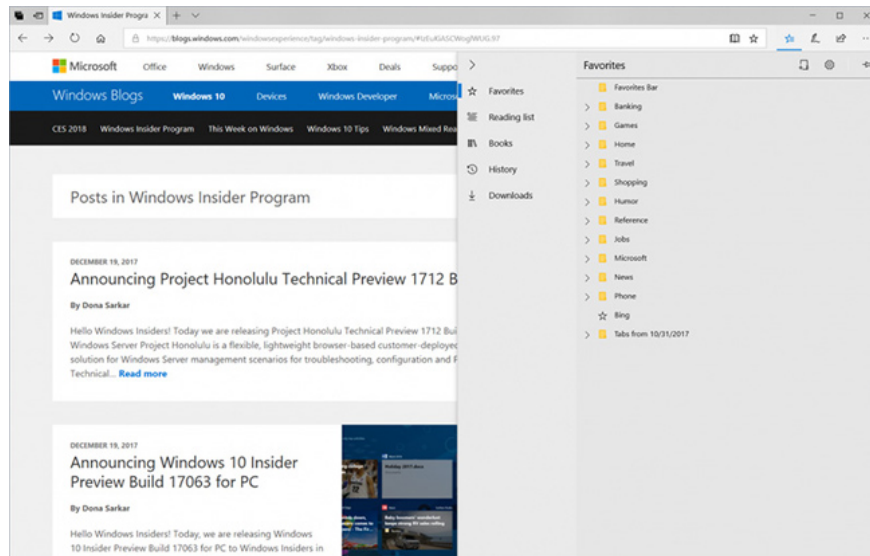 Windows Insider Progra
https://blogs.windows.com/windowsexperience/tag/windows-insider-program/
Microsoft Office Windows Surface Xbox Deals Suppo
Windows Blogs Windows 10 Devices Windows Developer Micros
CES 2018 Windows Insider Program This Week on Windows Windows 10 Tips Windows Mixed Rea
Posts in Windows Insider Program
DECEMBER 19, 2017
Announcing Project Honolulu Technical Preview 1712 B
By Dona Sarkar
Hello Windows Insiders! Today we are releasing Project Honolulu Technical Preview 1712 Bui
Windows Server Project Honolulu is a flexible, lightweight browser-based customer-deployed
solution for Windows Server management scenarios for troubleshooting, configuration and
Technical... Read more
DECEMBER 19, 2017
Announcing Windows 10 Insider
Preview Build 17063 for PC
By Dona Sarkar
Hello Windows Insiders! Today, we are releasing Windows
10 Insider Preview Build 17063 for PC to Windows Insiders in
Favorites
Reading list
Books
History
Downloads
Favorites
Favorites Bar
Banking
Games
Home
Travel
Shopping
Humor
Reference
Jobs
Microsoft
News
Phone
Bing
Tabs from 10/31/2017